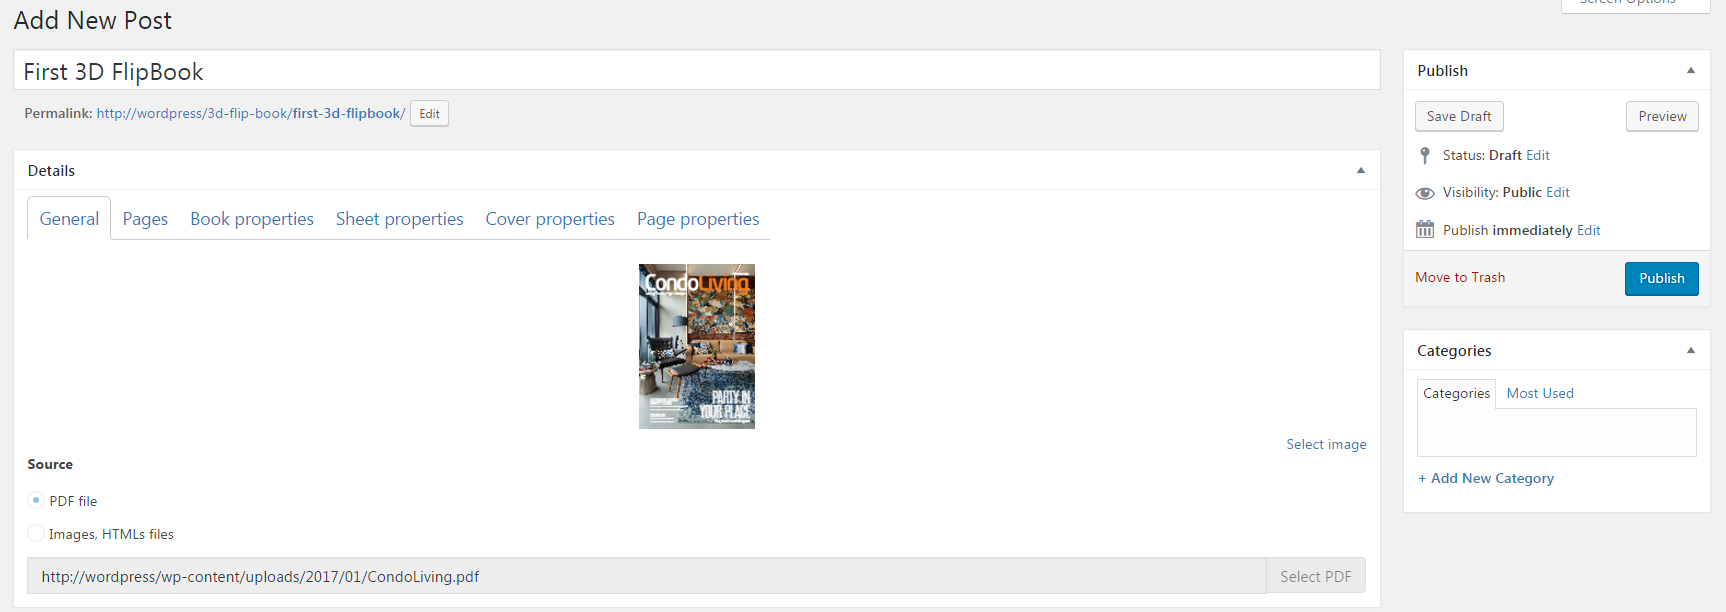 Add New Post
Screen Options
First 3D FlipBook
Permalink: http://wordpress/3d-flip-book/first-3d-flipbook/ Edit
Details
General Pages Book properties Sheet properties Cover properties Page properties
CondoLiving
PARTY IN
YOUR PLACE
Select image
Source
PDF file
Images, HTMLs files
http://wordpress/wp-content/uploads/2017/01/CondoLiving.pdf Select PDF
Publish
Save Draft Preview
Status: Draft Edit
Visibility: Public Edit
Publish immediately Edit
Move to Trash Publish
Categories
Categories Most Used
+ Add New Category